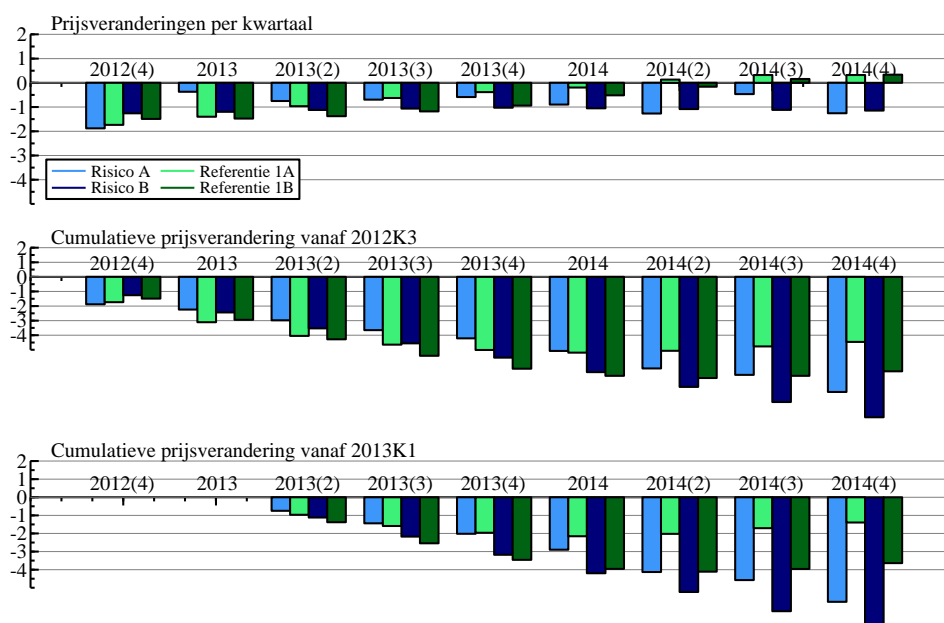 Prijsveranderingen per kwartaal
2
1
0
-1
-2
-3
-4
2012(4) 2013 2013(2) 2013(3) 2013(4) 2014 2014(2) 2014(3) 2014(4)
Risico A Referentie 1A
Risico B Referentie 1B
Cumulatieve prijsverandering vanaf 2012K3
2
1
0
-1
-2
-3
-4
2012(4) 2013 2013(2) 2013(3) 2013(4) 2014 2014(2) 2014(3) 2014(4)
Cumulatieve prijsverandering vanaf 2013K1
2
1
0
-1
-2
-3
-4
2012(4) 2013 2013(2) 2013(3) 2013(4) 2014 2014(2) 2014(3) 2014(4)